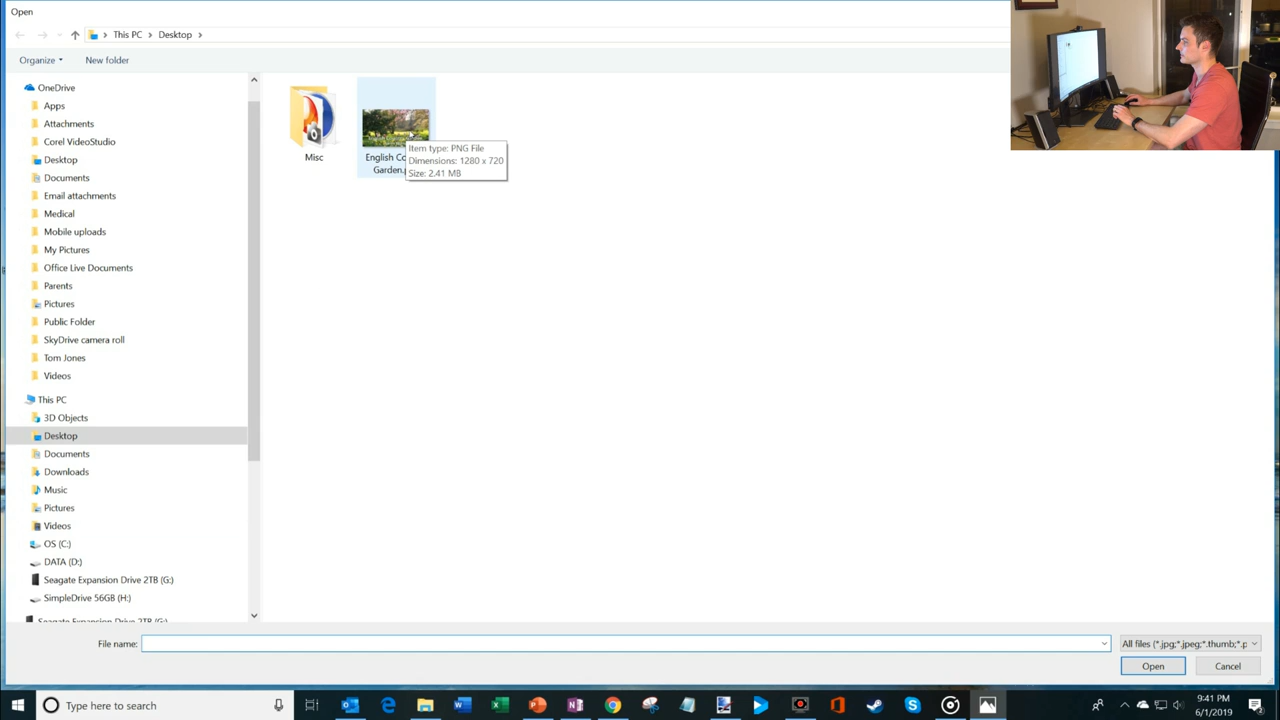 Open
This PC
Desktop
Organize
New folder
OneDrive
Apps
Attachments
Corel VideoStudio
Desktop
Documents
Email attachments
Medical
Mobile uploads
My Pictures
Office Live Documents
Parents
Pictures
Public Folder
SkyDrive camera roll
Tom Jones
Videos
This PC
3D Objects
Desktop
Documents
Downloads
Music
Pictures
Videos
OS (C:)
DATA (D:)
Seagate Expansion Drive 2TB (G:)
SimpleDrive 56GB (H:)
Seagate Expansion Drive 2TB (G:)
Misc
English Co
Garden.
Item type: PNG File
Dimensions: 1280 x 720
Size: 2.41 MB
File name:
All files (*.jpg;*.jpeg;*.thumb;*.p
Open
Cancel
Type here to search
9:41 PM
6/1/2019